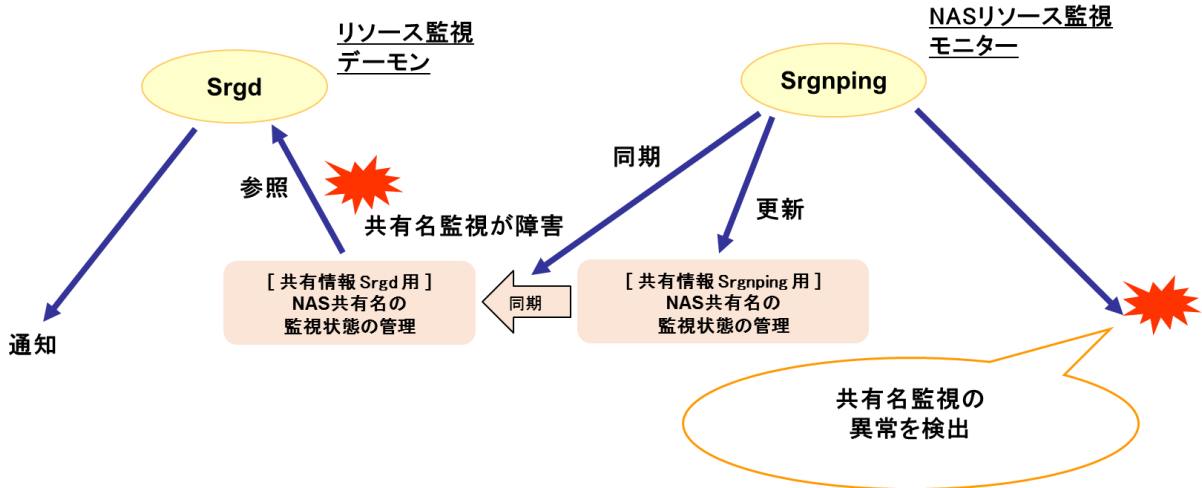 リソース監視
デーモン
Srgd
NASリソース監視
モニター
Srgnping
参照
共有名監視が障害
同期
更新
[ 共有情報 Srgd 用 ]
NAS共有名の
監視状態の管理
同期
[ 共有情報 Srgnping 用 ]
NAS共有名の
監視状態の管理
通知
共有名監視の
異常を検出